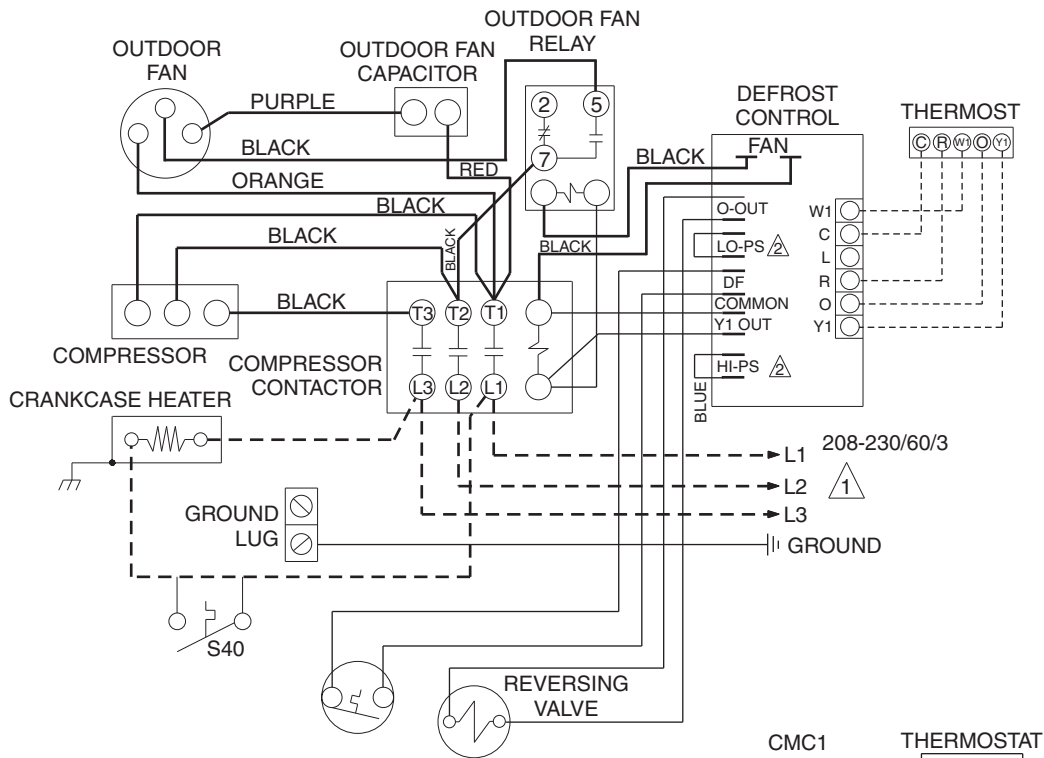 OUTDOOR FAN
RELAY
OUTDOOR
FAN
OUTDOOR FAN
CAPACITOR
PURPLE
2
5
7
DEFROST
CONTROL
THERMOST
C R W1 O Y1
FAN
BLACK
BLACK
RED
ORANGE
BLACK
BLACK
BLACK
BLACK
BLACK
O-OUT
LO-PS 2
DF
COMMON
Y1 OUT
HI-PS 2
BLUE
W1
C
L
R
O
Y1
T3 T2 T1
COMPRESSOR
COMPRESSOR
CONTACTOR
L3 L2 L1
CRANKCASE HEATER
L1 208-230/60/3
L2 1
L3
GROUND
LUG
GROUND
S40
REVERSING
VALVE
CMC1
THERMOSTAT